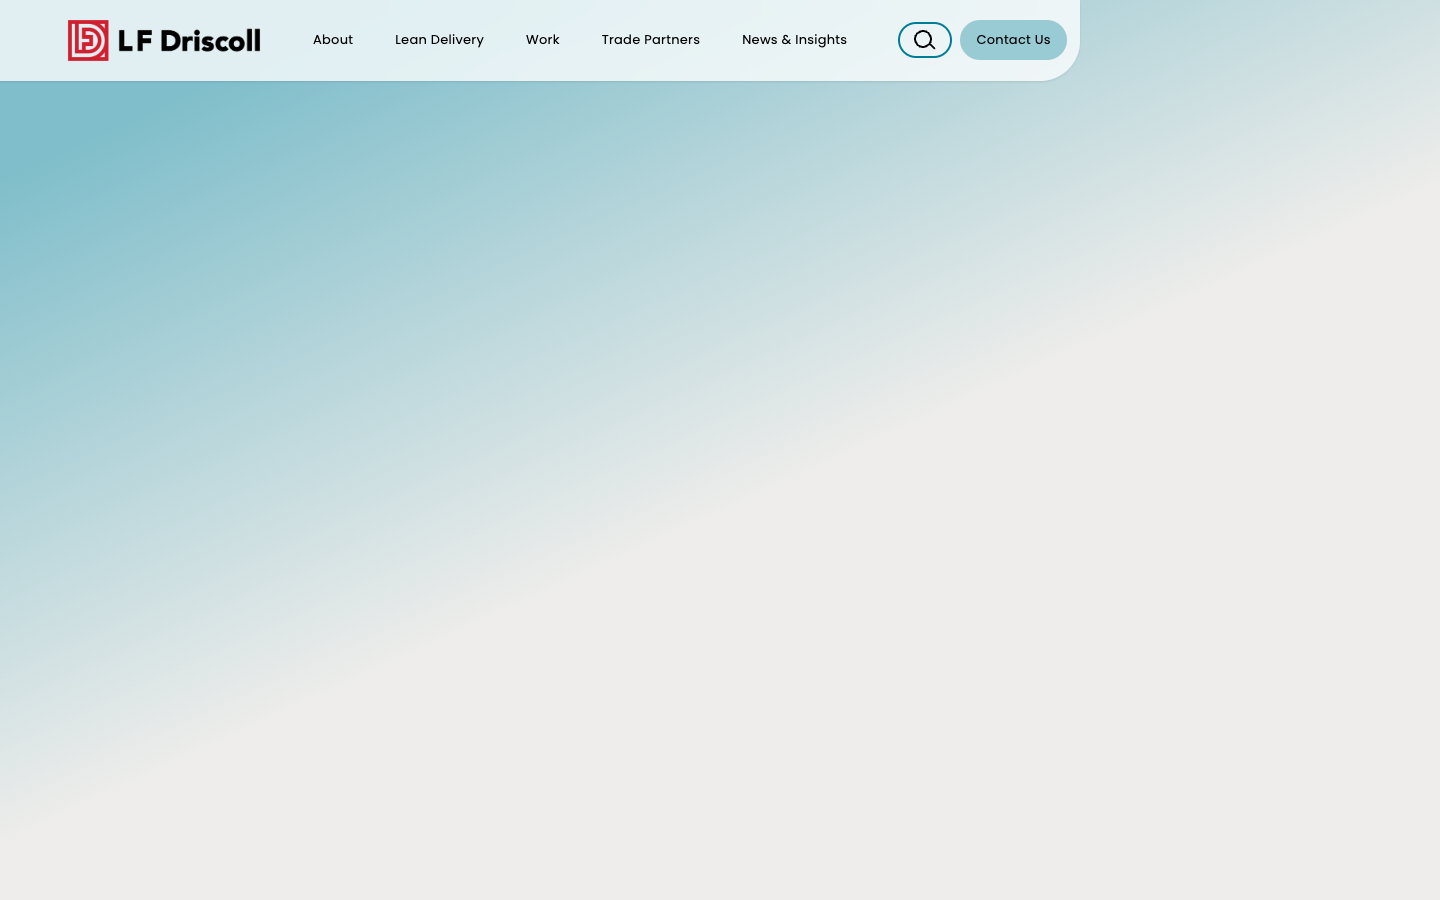 LF Driscoll
About
Lean Delivery
Work
Trade Partners
News & Insights
Contact Us